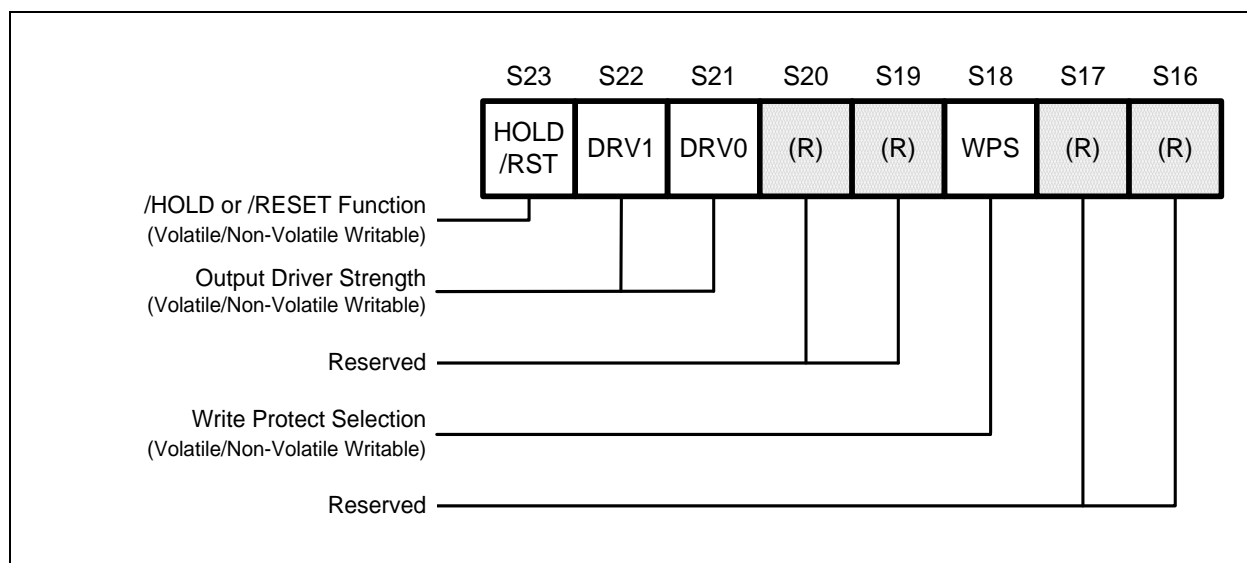 S23 S22 S21 S20 S19 S18 S17 S16
HOLD
/RST DRV1 DRV0 (R) (R) WPS (R) (R)
/HOLD or /RESET Function
(Volatile/Non-Volatile Writable)
Output Driver Strength
(Volatile/Non-Volatile Writable)
Reserved
Write Protect Selection
(Volatile/Non-Volatile Writable)
Reserved